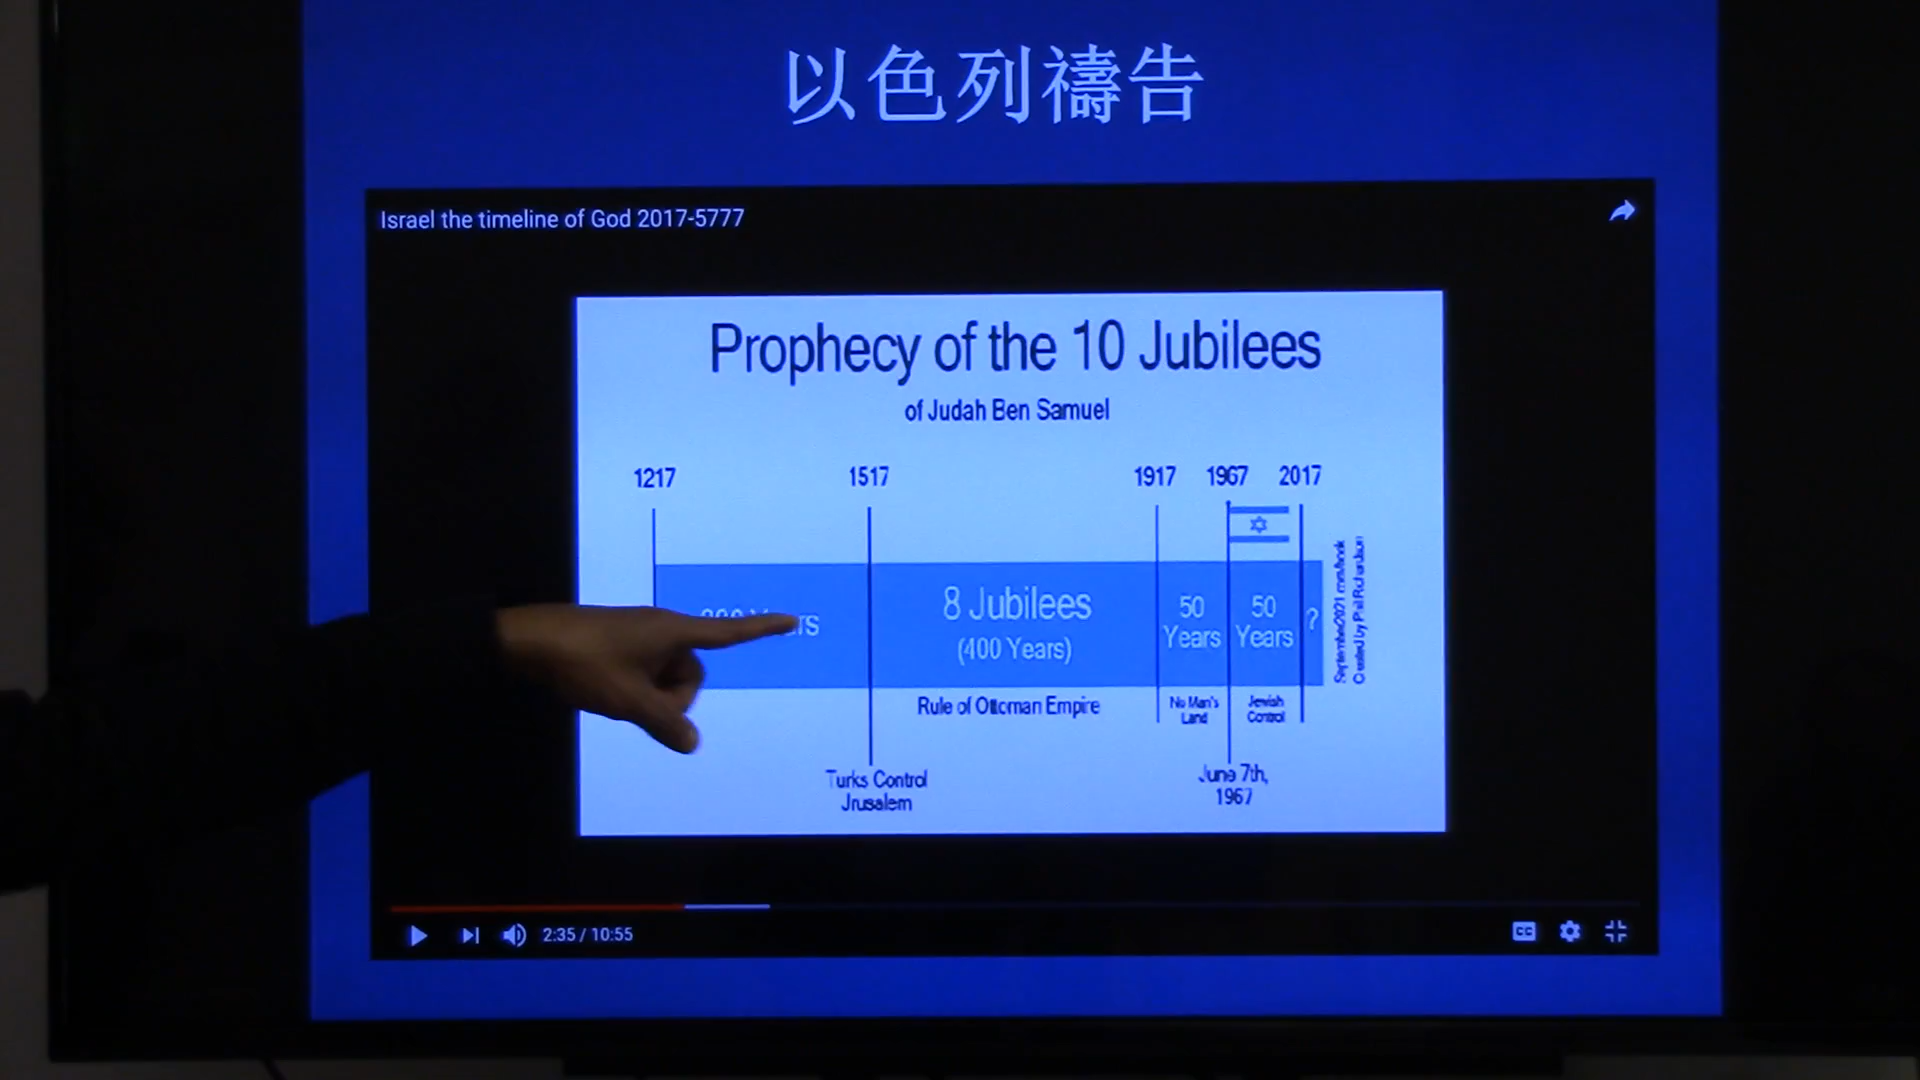 以色列禱告
Israel the timeline of God 2017-5777
Prophecy of the 10 Jubilees
of Judah Ben Samuel
1217 1517 1917 1967 2017
8 Jubilees
(400 Years)
50
Years
50
Years
?
Rule of Ottoman Empire
No Man's
Land
Jewish
Control
Turks Control
Jrusalem
June 7th,
1967
2:35 / 10:55
CC